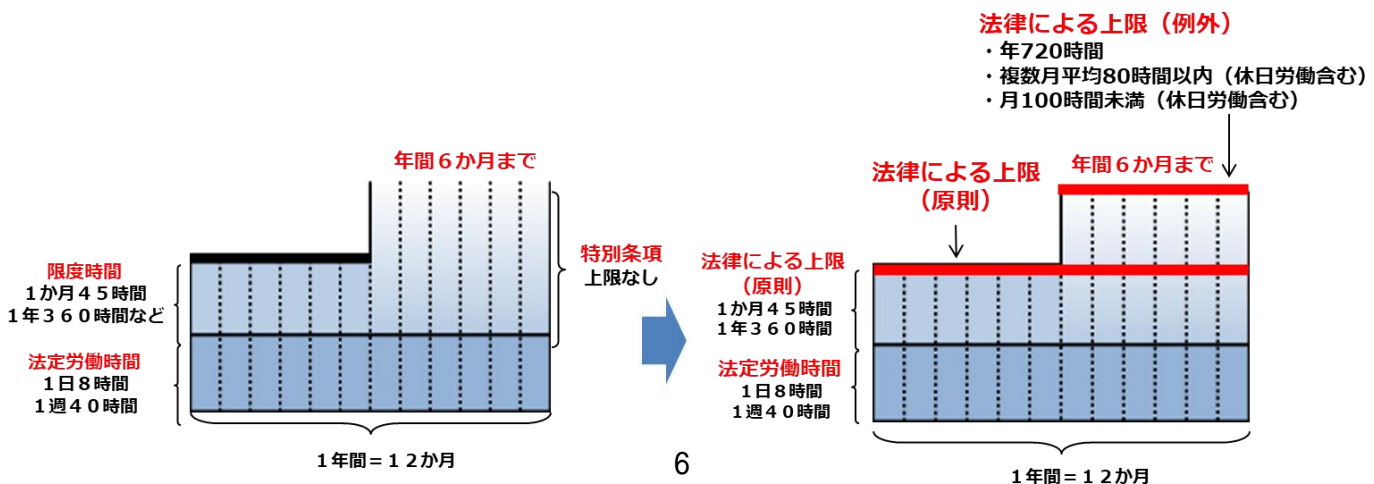 年間６か月まで
限度時間
１か月４５時間
１年３６０時間など
法定労働時間
１日８時間
１週４０時間
特別条項
上限なし
１年間＝１２か月
6
法律による上限（例外）
・年720時間
・複数月平均80時間以内（休日労働含む）
・月100時間未満（休日労働含む）
法律による上限
（原則）
年間６か月まで
法律による上限
（原則）
１か月４５時間
１年３６０時間
法定労働時間
１日８時間
１週４０時間
１年間＝１２か月